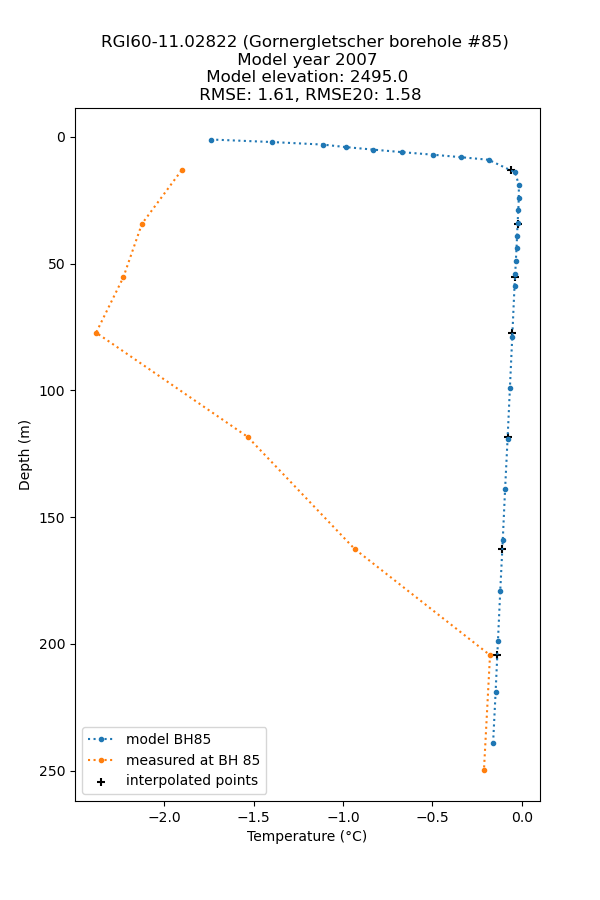 RGI60-11.02822 (Gornergletscher borehole #85)
Model year 2007
Model elevation: 2495.0
RMSE: 1.61, RMSE20: 1.58
0
50
100
150
200
250
Depth (m)
model BH85
measured at BH 85
interpolated points
−2.0 −1.5 −1.0 −0.5 0.0
Temperature (°C)